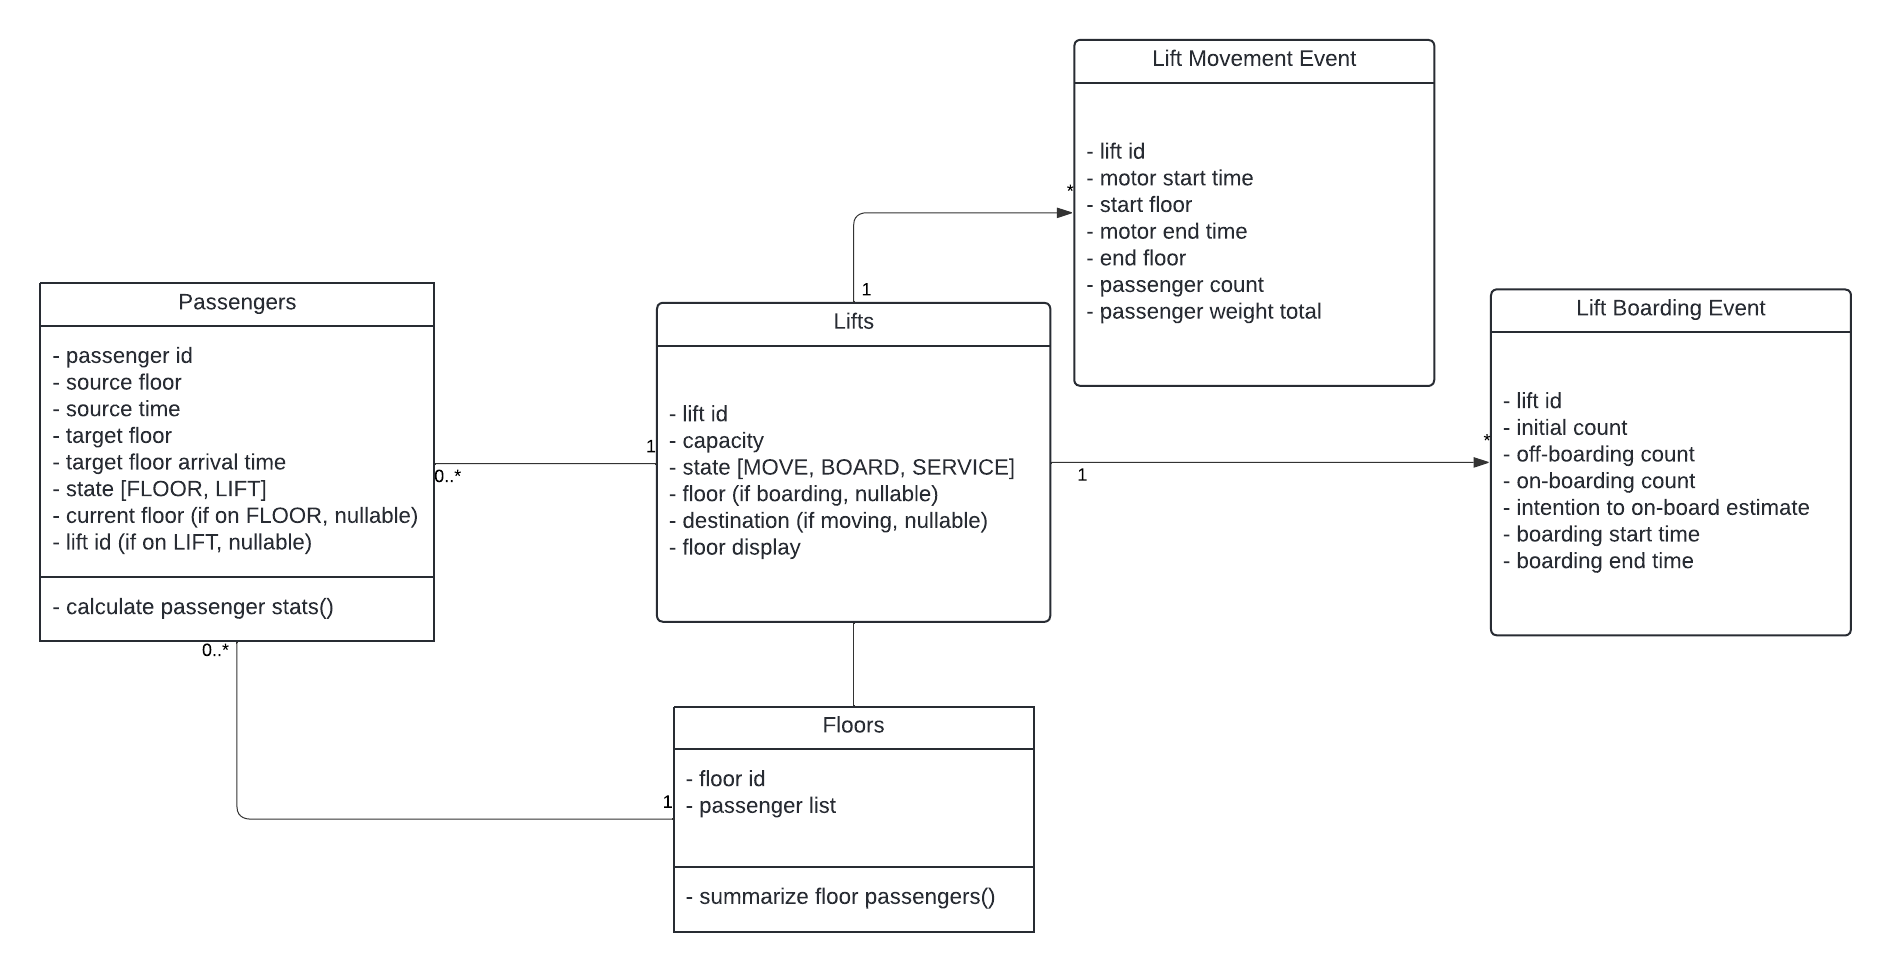 Lift Movement Event
- lift id
- motor start time
- start floor
- motor end time
- end floor
- passenger count
- passenger weight total
*
1
Passengers
- passenger id
- source floor
- source time
- target floor
- target floor arrival time
- state [FLOOR, LIFT]
- current floor (if on FLOOR, nullable)
- lift id (if on LIFT, nullable)
- calculate passenger stats()
0..*
1
0..*
1
Lifts
- lift id
- capacity
- state [MOVE, BOARD, SERVICE]
- floor (if boarding, nullable)
- destination (if moving, nullable)
- floor display
1
*
Lift Boarding Event
- lift id
- initial count
- off-boarding count
- on-boarding count
- intention to on-board estimate
- boarding start time
- boarding end time
Floors
- floor id
- passenger list
- summarize floor passengers()